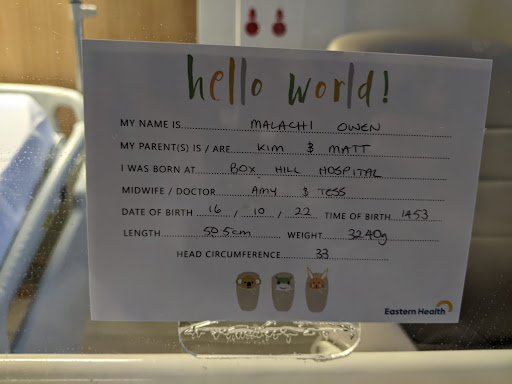 hello world!
MY NAME IS MALACHI OWEN
MY PARENT(S) IS / ARE KIM $ MATT
I WAS BORN AT BOX HILL HOSPITAL
MIDWIFE / DOCTOR AMY $ TESS
DATE OF BIRTH 16 / 10 / 22 TIME OF BIRTH 1453
LENGTH 50.5cm WEIGHT 3240g
HEAD CIRCUMFERENCE 33
Eastern Health